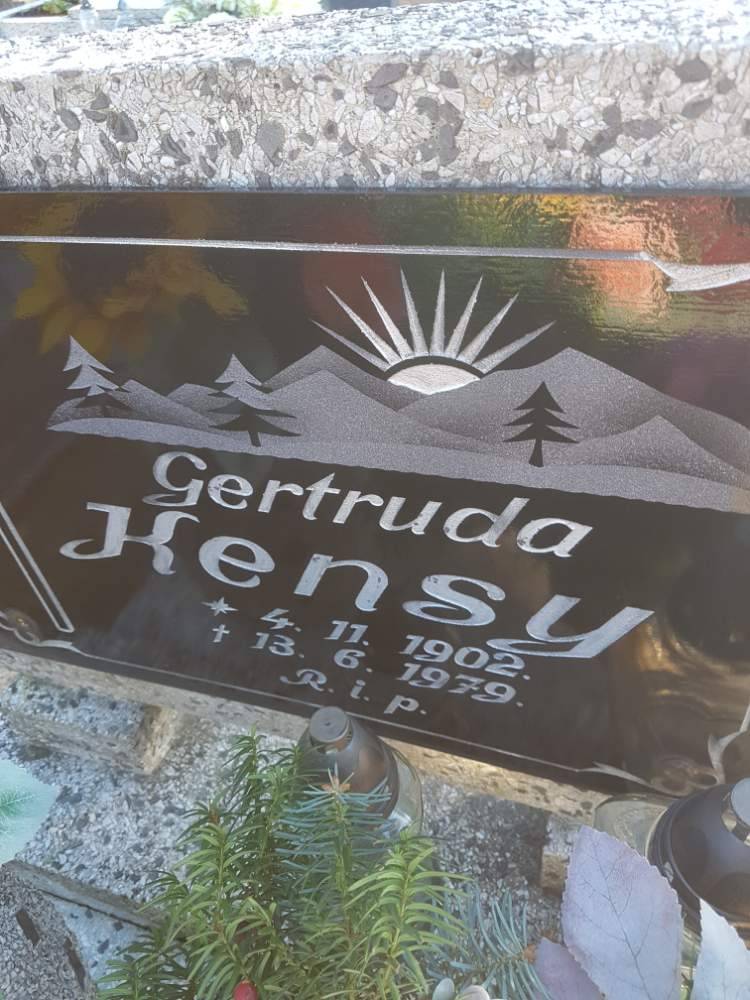 Gertruda
Kensy
* 4. 11. 1902.
† 13. 6. 1979.
R. i. p.